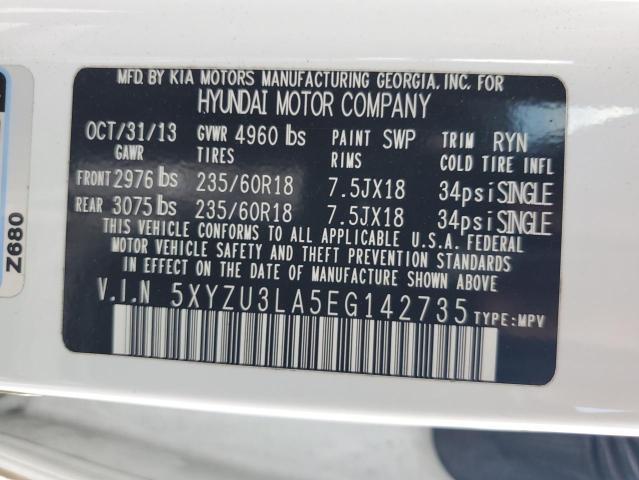 MFD. BY KIA MOTORS MANUFACTURING GEORGIA, INC. FOR
HYUNDAI MOTOR COMPANY
OCT/31/13 GVWR 4960 lbs PAINT SWP TRIM RYN
GAWR TIRES RIMS COLD TIRE INFL
FRONT 2976 lbs 235/60R18 7.5JX18 34psi SINGLE
REAR 3075 lbs 235/60R18 7.5JX18 34psi SINGLE
THIS VEHICLE CONFORMS TO ALL APPLICABLE U.S.A. FEDERAL
MOTOR VEHICLE SAFETY AND THEFT PREVENTION STANDARDS
IN EFFECT ON THE DATE OF MANUFACTURE SHOWN ABOVE
V.I.N 5XYZU3LA5EG142735 TYPE:MPV
Z680